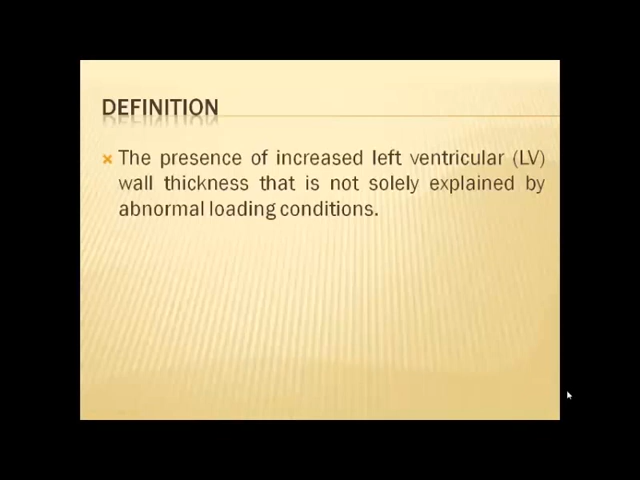 DEFINITION
The presence of increased left ventricular (LV)
wall thickness that is not solely explained by
abnormal loading conditions.